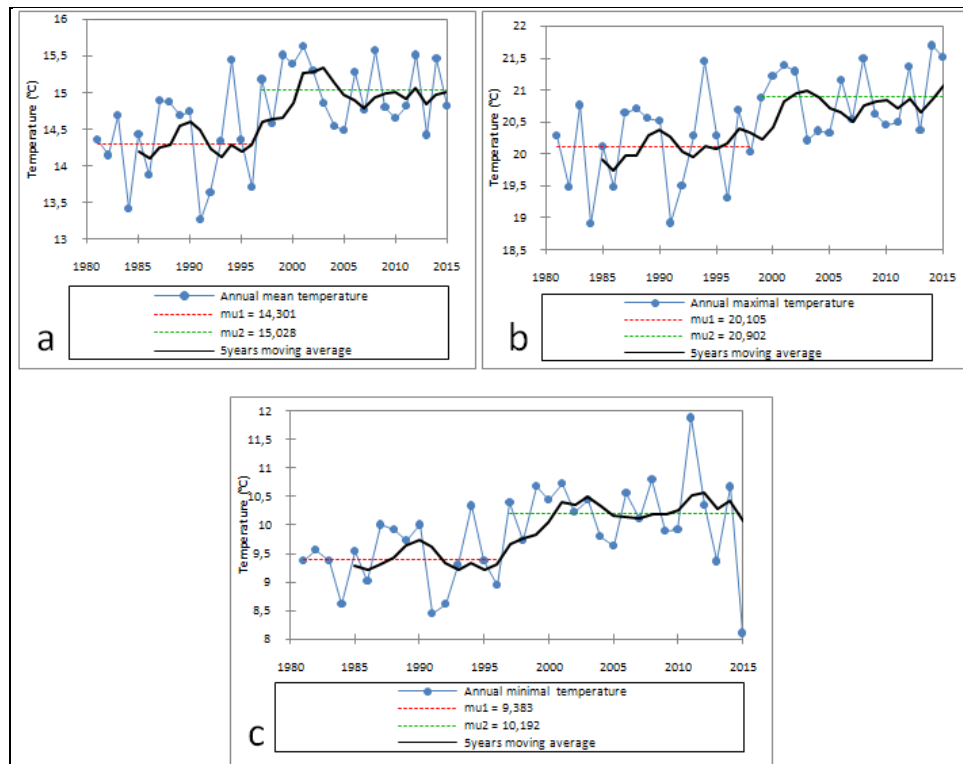 16
15,5
15
14,5
14
13,5
13
Temperature (°C)
1980 1985 1990 1995 2000 2005 2010 2015
Annual mean temperature
mu1 = 14,301
mu2 = 15,028
5years moving average
a
22
21,5
21
20,5
20
19,5
19
18,5
Temperature (°C)
1980 1985 1990 1995 2000 2005 2010 2015
Annual maximal temperature
mu1 = 20,105
mu2 = 20,902
5years moving average
b
12
11,5
11
10,5
10
9,5
9
8,5
8
Temperature (°C)
1980 1985 1990 1995 2000 2005 2010 2015
Annual minimal temperature
mu1 = 9,383
mu2 = 10,192
5years moving average
c